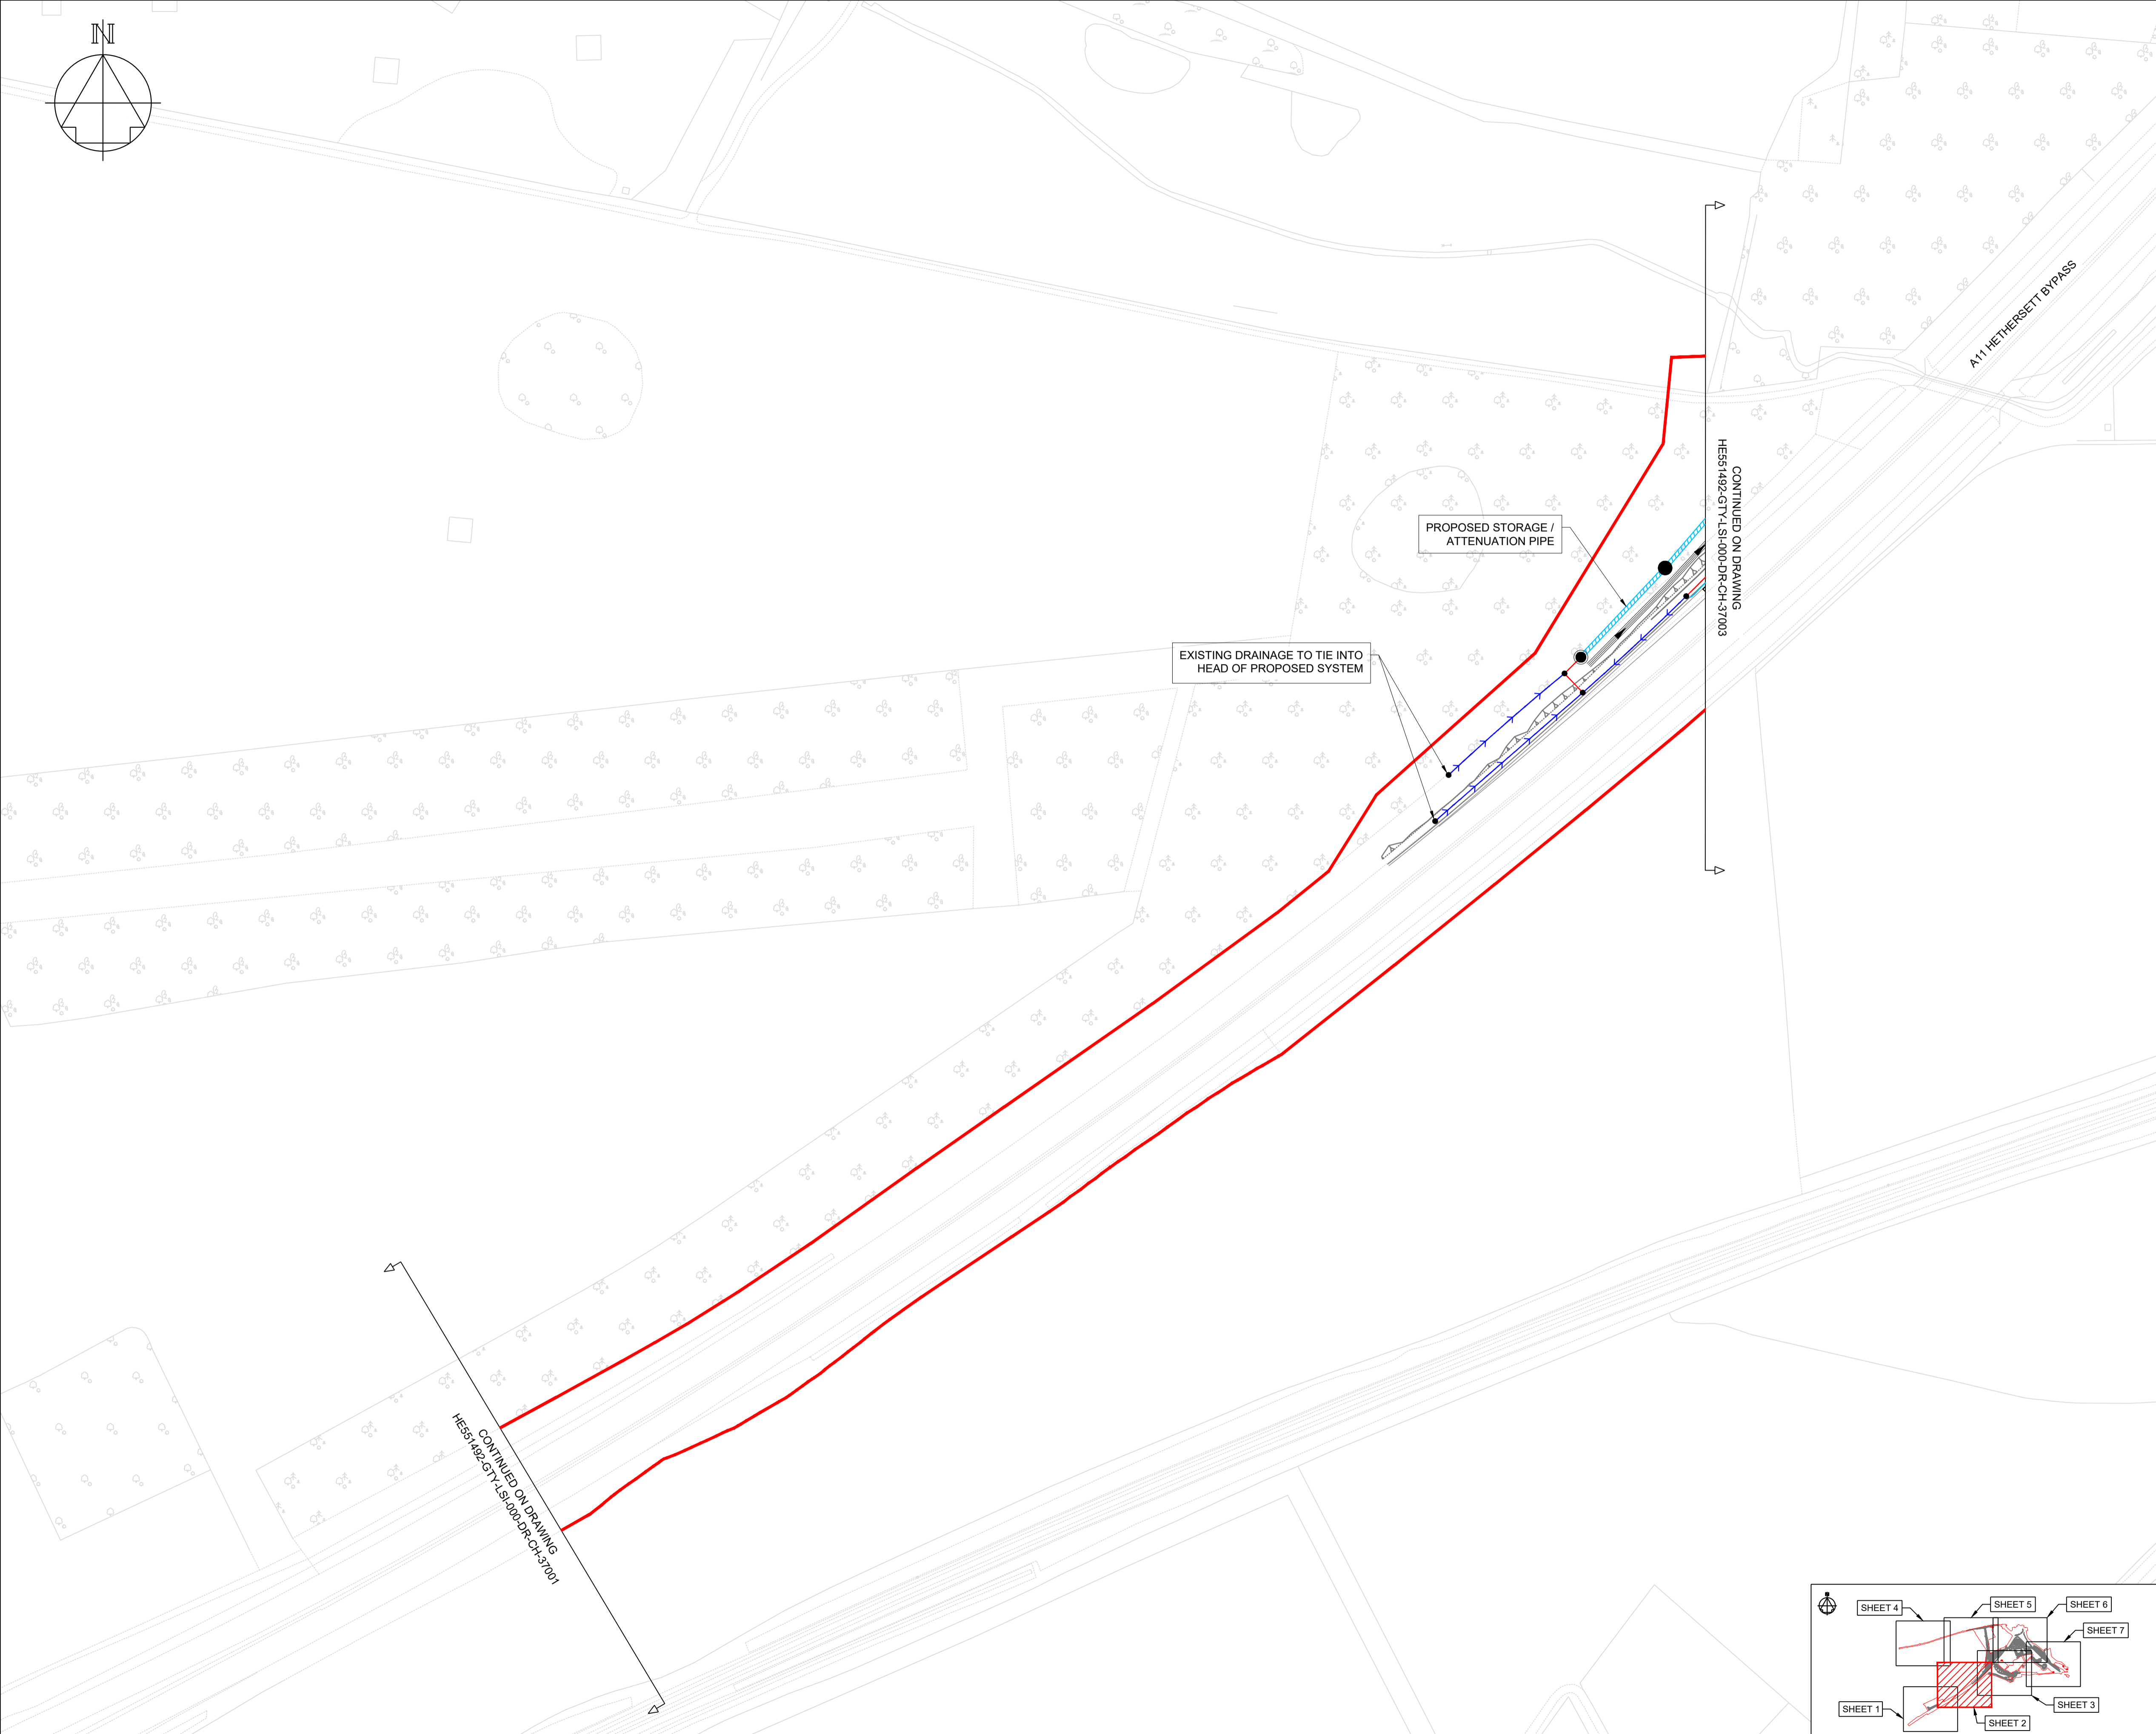 N
A11 HETHERSETT BYPASS
CONTINUED ON DRAWING
HE551492-GTY-LSI-000-DR-CH-37003
PROPOSED STORAGE /
ATTENUATION PIPE
EXISTING DRAINAGE TO TIE INTO
HEAD OF PROPOSED SYSTEM
CONTINUED ON DRAWING
HE551492-GTY-LSI-000-DR-CH-37001
SHEET 4
SHEET 5
SHEET 6
SHEET 7
SHEET 1
SHEET 3
SHEET 2